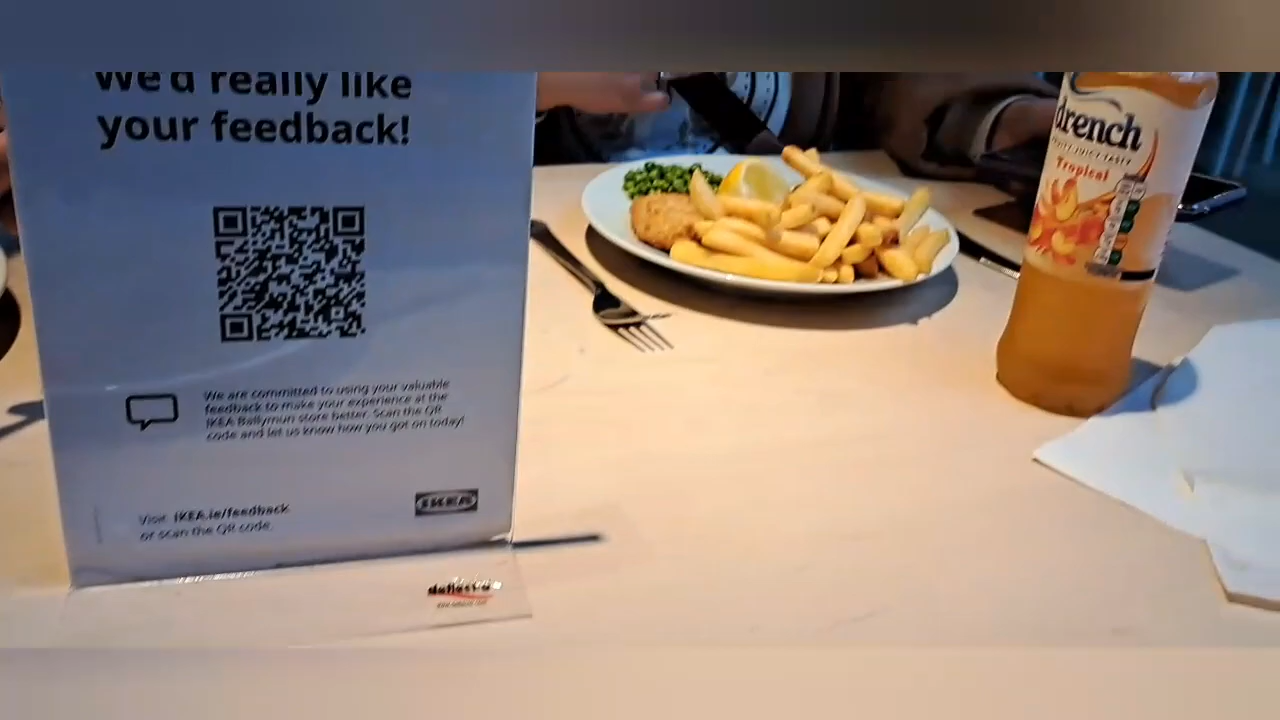 We'd really like
your feedback!
We are committed to using your valuable
feedback to make your experience at the
IKEA Ballymun store better. Scan the QR
code and let us know how you got on today!
Visit IKEA.ie/feedback
or scan the QR code.
IKEA
drench
JUICY TASTE
Tropical